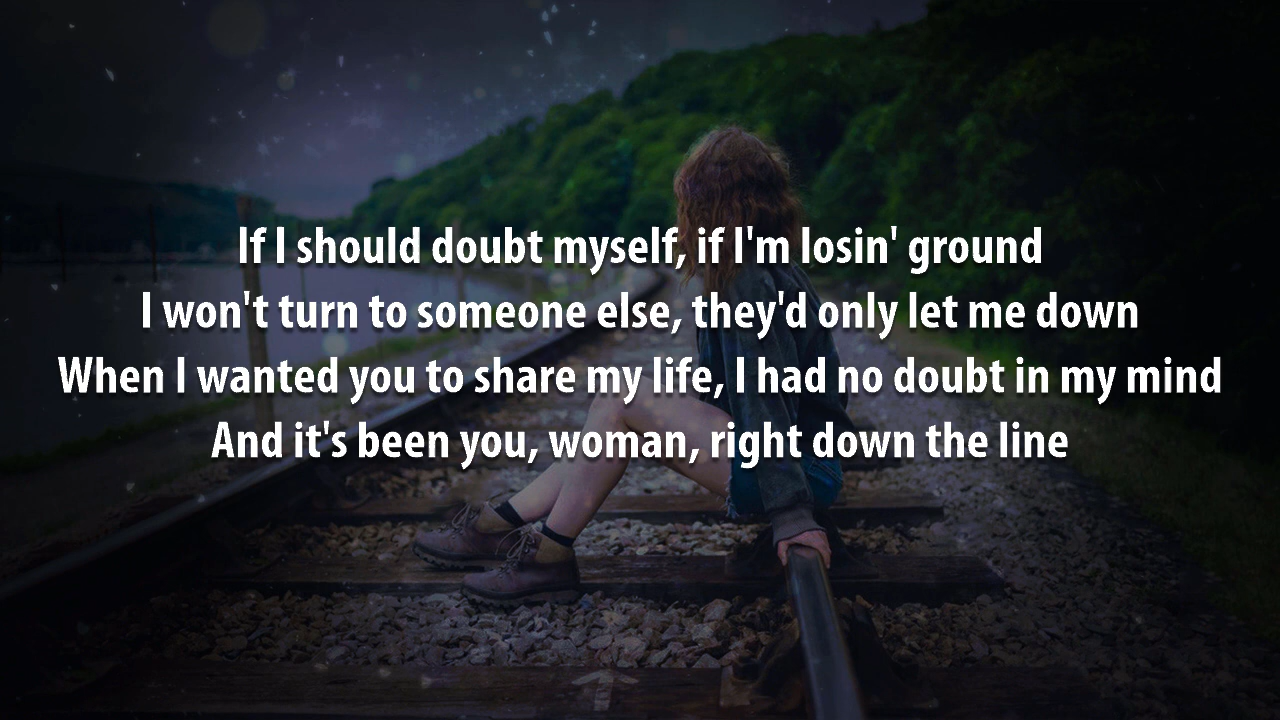 If I should doubt myself, if I'm losin' ground
I won't turn to someone else, they'd only let me down
When I wanted you to share my life, I had no doubt in my mind
And it's been you, woman, right down the line